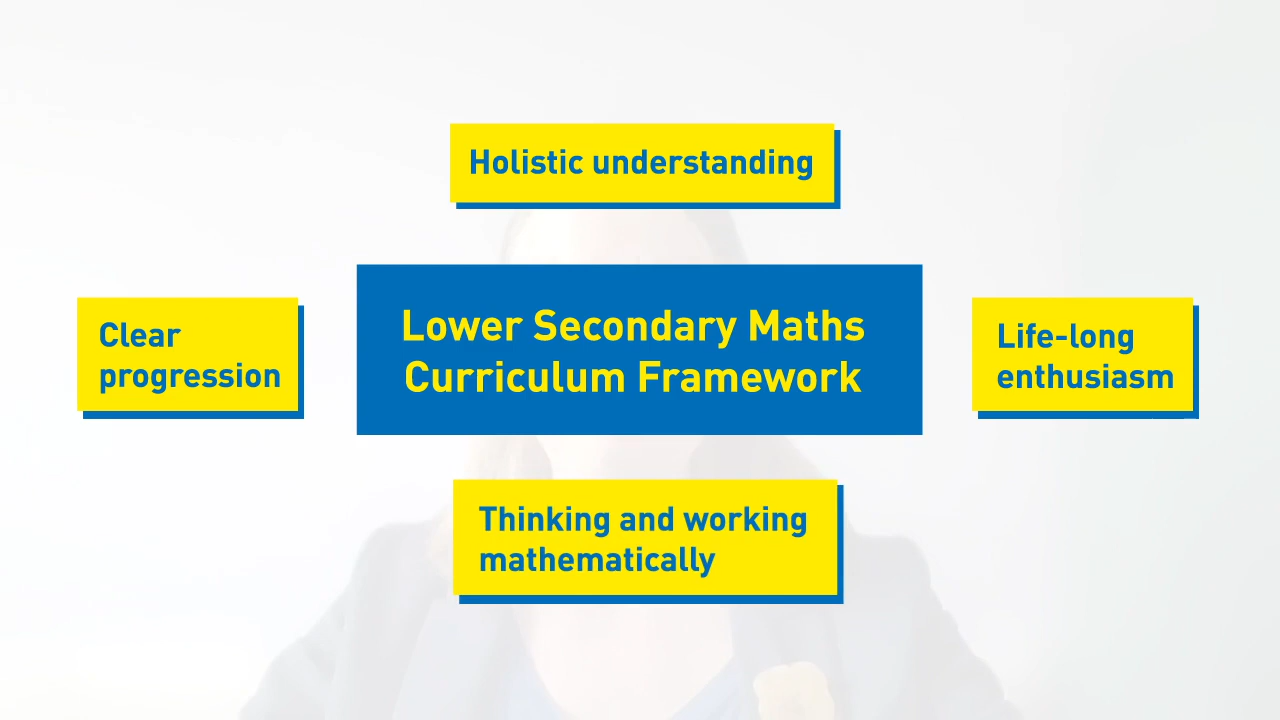 Holistic understanding
Clear
progression
Lower Secondary Maths
Curriculum Framework
Life-long
enthusiasm
Thinking and working
mathematically